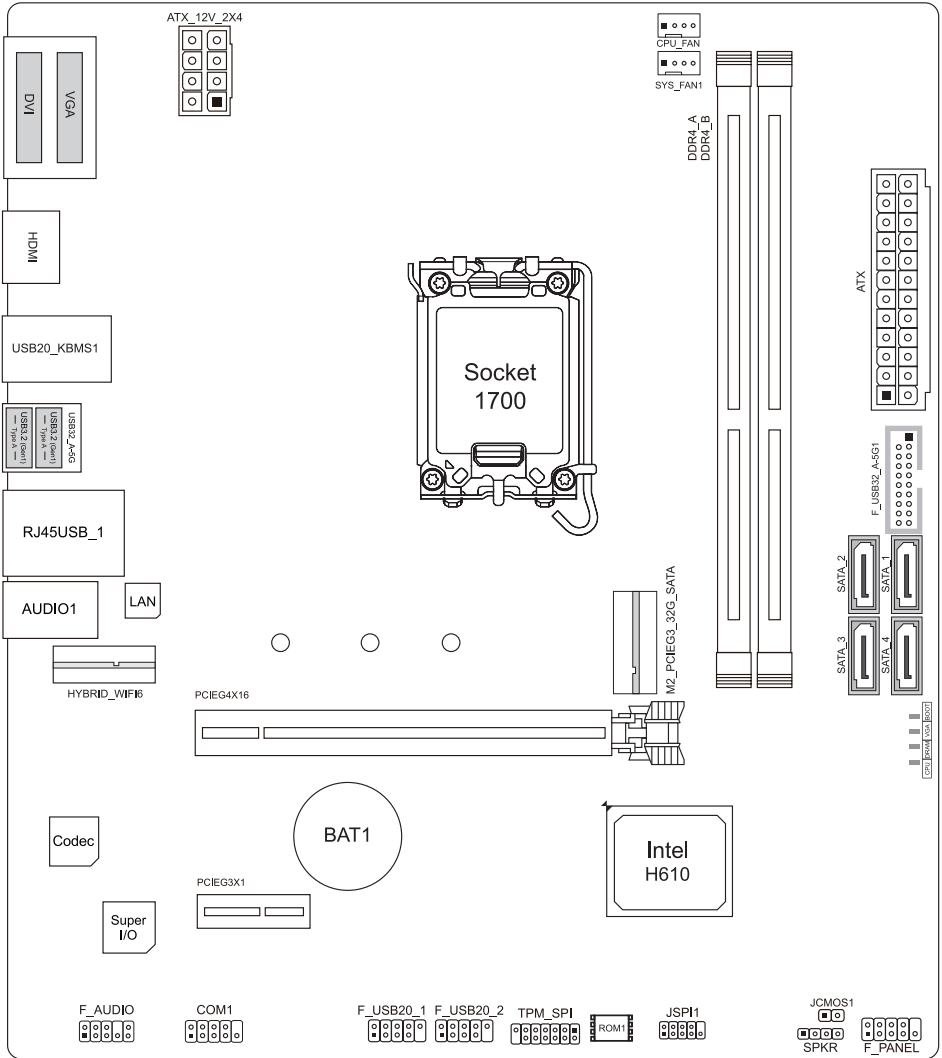 ATX_12V_2X4
CPU_FAN
SYS_FAN1
DVI
VGA
DDR4_A
DDR4_B
HDMI
ATX
USB20_KBMS1
Socket
1700
USB3.2 (Gen1)
— Type A —
USB3.2 (Gen1)
— Type A —
USB32_A-5G
F_USB32_A-5G1
RJ45USB_1
SATA_2
SATA_1
LAN
AUDIO1
M2_PCIEG3_32G_SATA
SATA_3
SATA_4
HYBRID_WIFI6
PCIEG4X16
CPU DRAM VGA BOOT
BAT1
Codec
Intel
H610
PCIEG3X1
Super
I/O
F_AUDIO
COM1
F_USB20_1
F_USB20_2
TPM_SPI
ROM1
JSPI1
JCMOS1
SPKR
F_PANEL